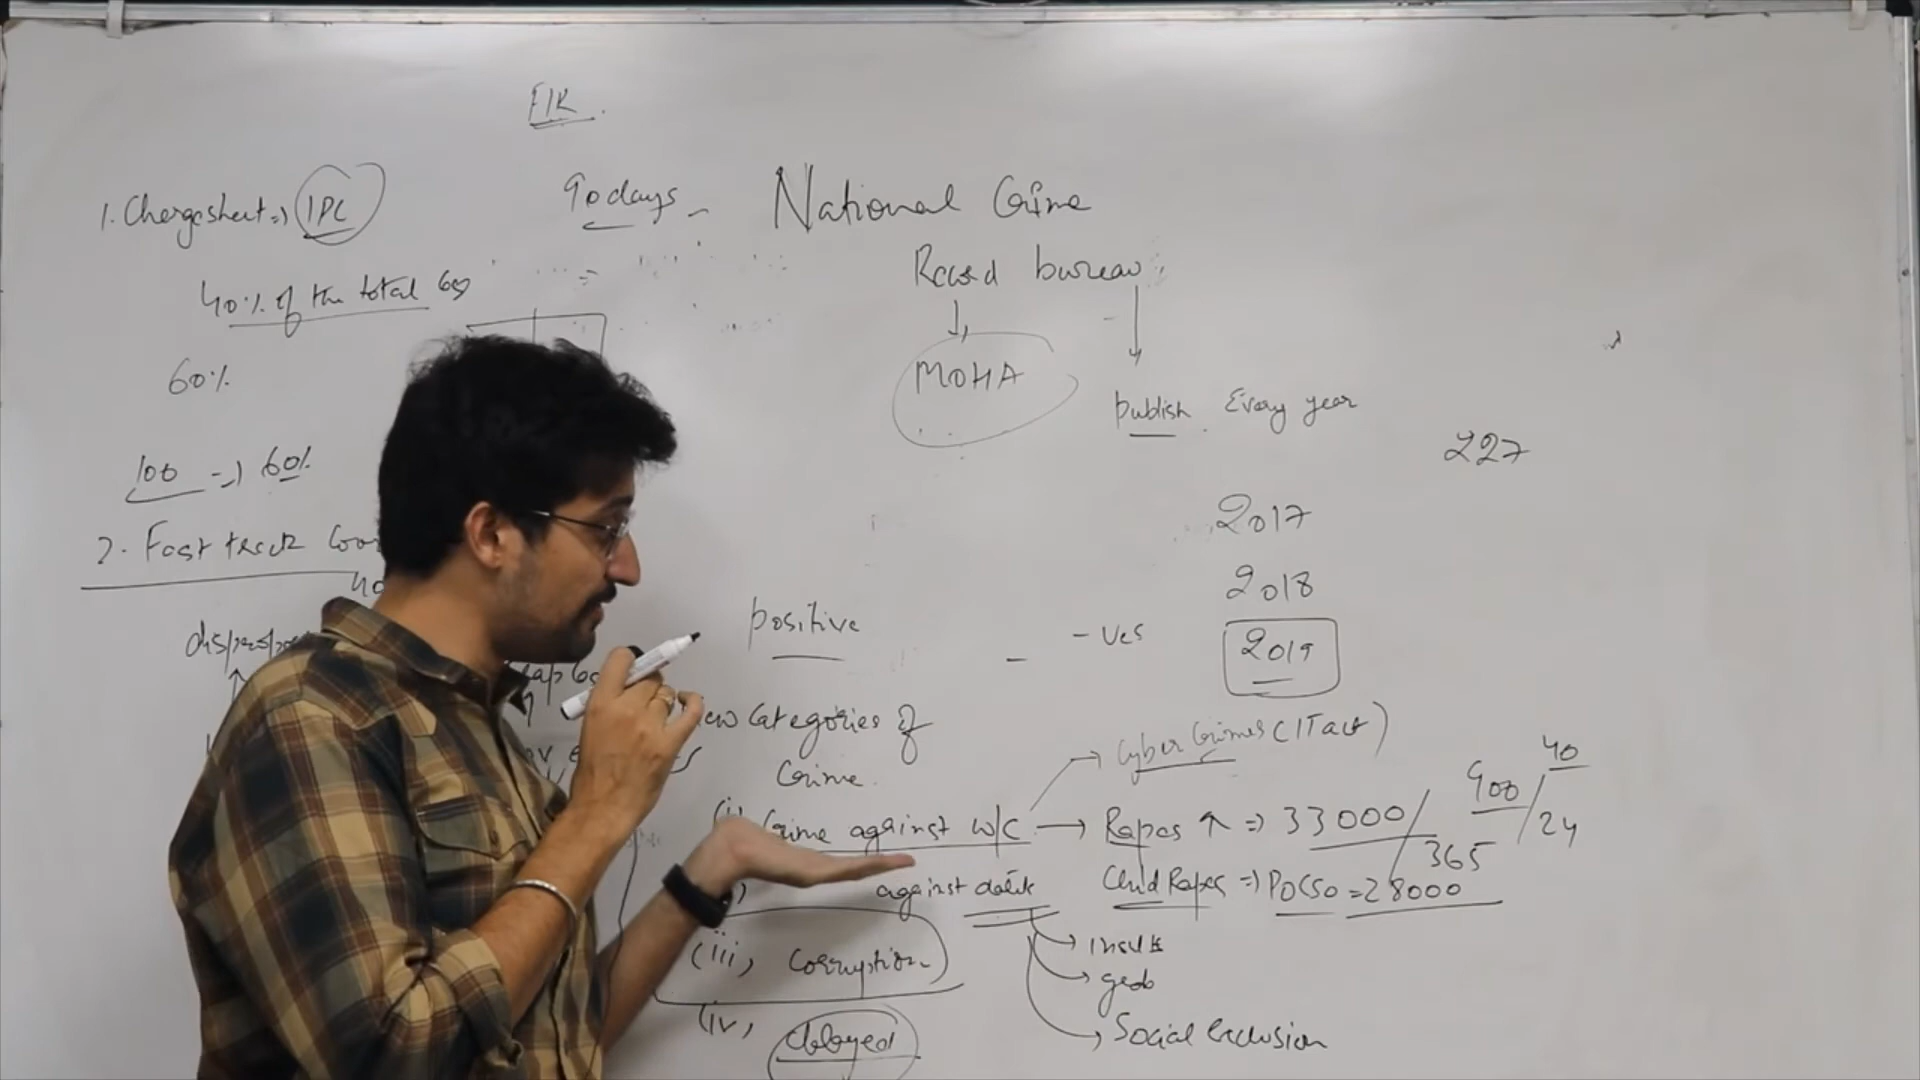 FIR.
1. Chargesheet => IPC
40% of the total
60%
100 => 60%
2. Fast track
90 days -
National Crime
Record bureau
MOHA
publish Every year
227
2017
2018
2019
positive
- ves
Categories of
Crime
Crime against W/C
against dalit
(iii) Corruption
(iv) delayed
Cyber Crimes (IT act)
Rapes ↑ => 33000/365
900/24
40
Child Rapes => POCSO = 28000
insult
grab
Social exclusion